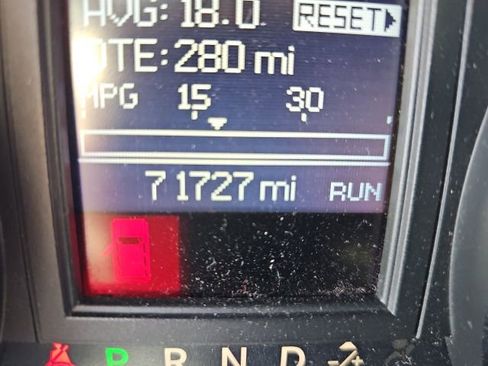 AVG: 18.0 RESET
DTE: 280 mi
MPG 15 30
71727 mi RUN
P R N D -/+